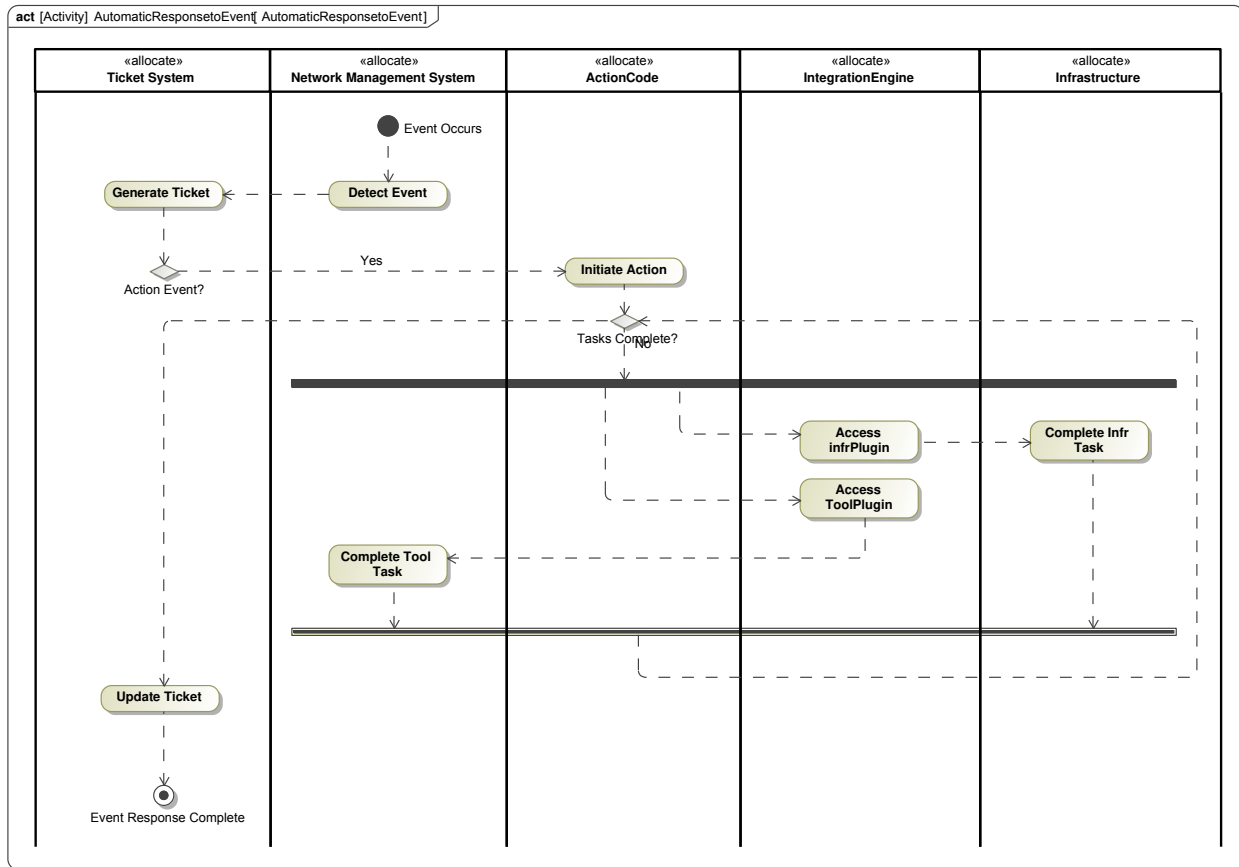 act [Activity] AutomaticResponsetoEvent[ AutomaticResponsetoEvent]
«allocate»
Ticket System
«allocate»
Network Management System
«allocate»
ActionCode
«allocate»
IntegrationEngine
«allocate»
Infrastructure
Event Occurs
Generate Ticket
Detect Event
Yes
Initiate Action
Action Event?
Tasks Complete?
No
Access
infrPlugin
Complete Infr
Task
Access
ToolPlugin
Complete Tool
Task
Update Ticket
Event Response Complete